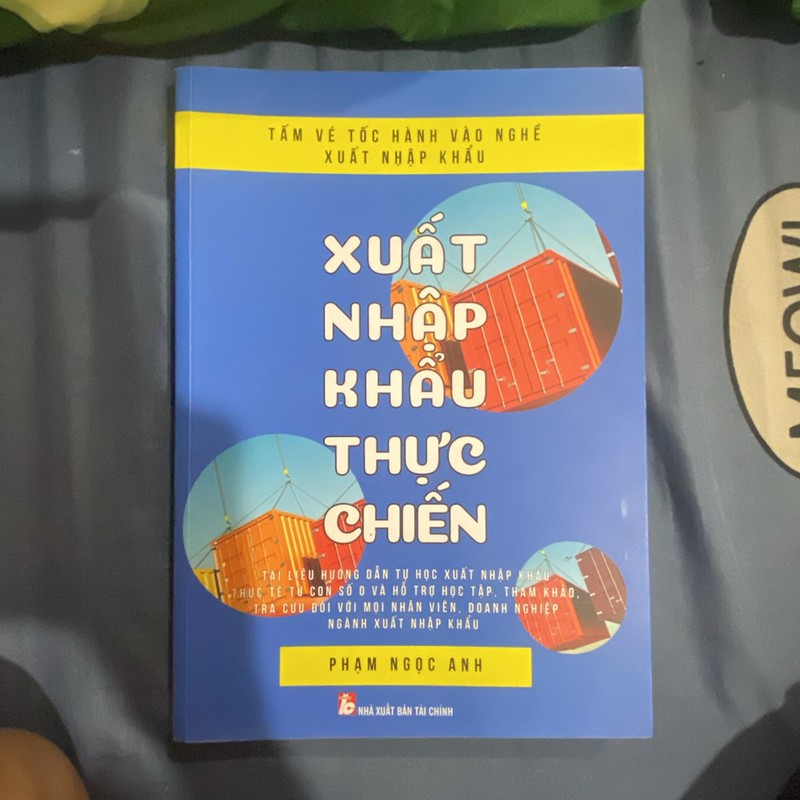 TẤM VÉ TỐC HÀNH VÀO NGHỀ
XUẤT NHẬP KHẨU
XUẤT
NHẬP
KHẨU
THỰC
CHIẾN
TÀI LIỆU HƯỚNG DẪN TỰ HỌC XUẤT NHẬP KHẨU
THỰC TẾ TỪ CON SỐ 0 VÀ HỖ TRỢ HỌC TẬP, THAM KHẢO,
TRA CỨU ĐỐI VỚI MỌI NHÂN VIÊN, DOANH NGHIỆP
NGÀNH XUẤT NHẬP KHẨU
PHẠM NGỌC ANH
NHÀ XUẤT BẢN TÀI CHÍNH
MEOW!